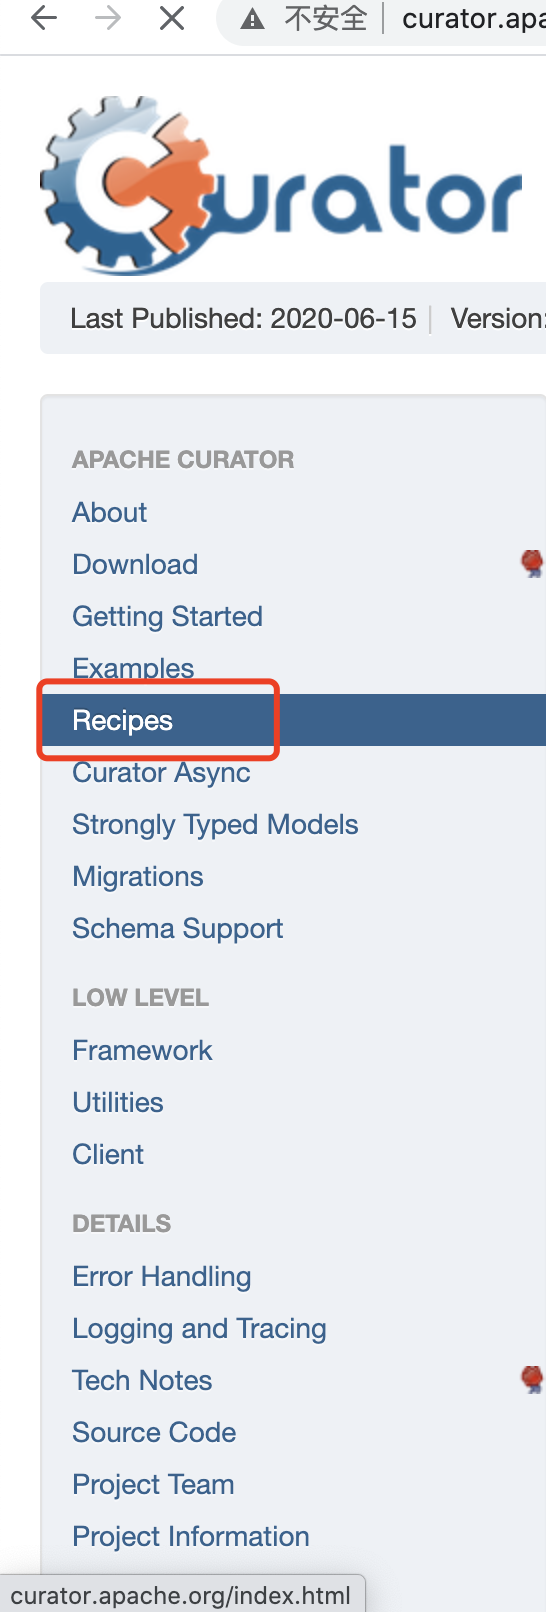 不安全 curator.apa
Curator
Last Published: 2020-06-15 Version:
APACHE CURATOR
About
Download
Getting Started
Examples
Recipes
Curator Async
Strongly Typed Models
Migrations
Schema Support
LOW LEVEL
Framework
Utilities
Client
DETAILS
Error Handling
Logging and Tracing
Tech Notes
Source Code
Project Team
Project Information
curator.apache.org/index.html